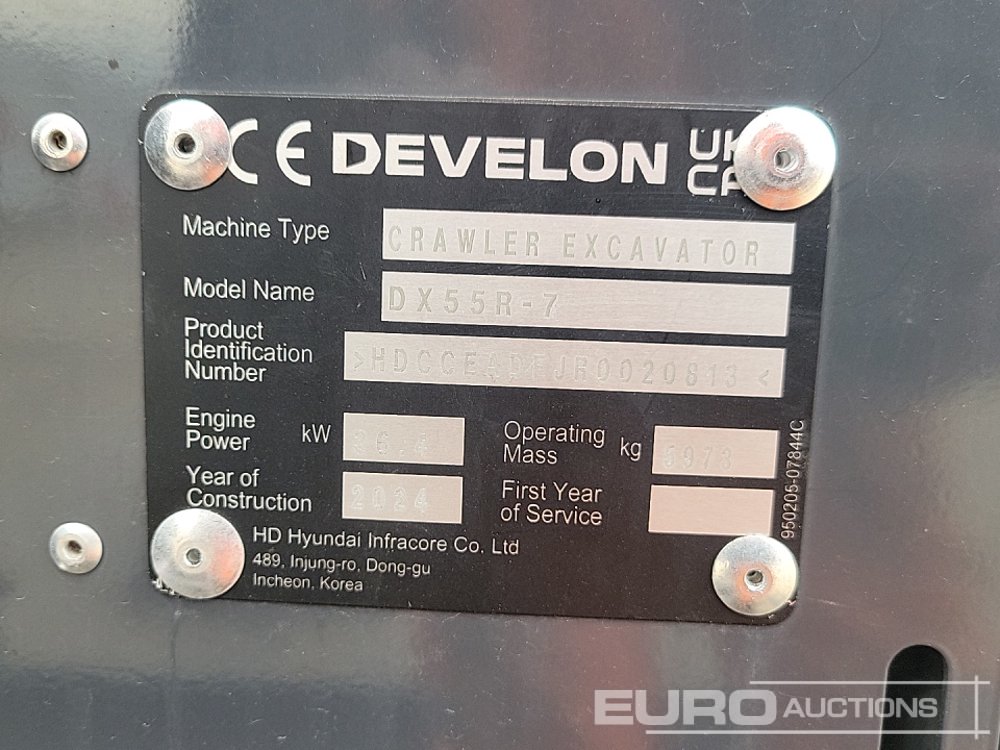 CE DEVELON UK
CA
Machine Type CRAWLER EXCAVATOR
Model Name DX55R-7
Product
Identification
Number
Engine
Power kW 36.4 Operating
Mass kg 5973
Year of
Construction 2024 First Year
of Service
HD Hyundai Infracore Co. Ltd
489, Injung-ro, Dong-gu
Incheon, Korea
950205-07844C
EURO AUCTIONS